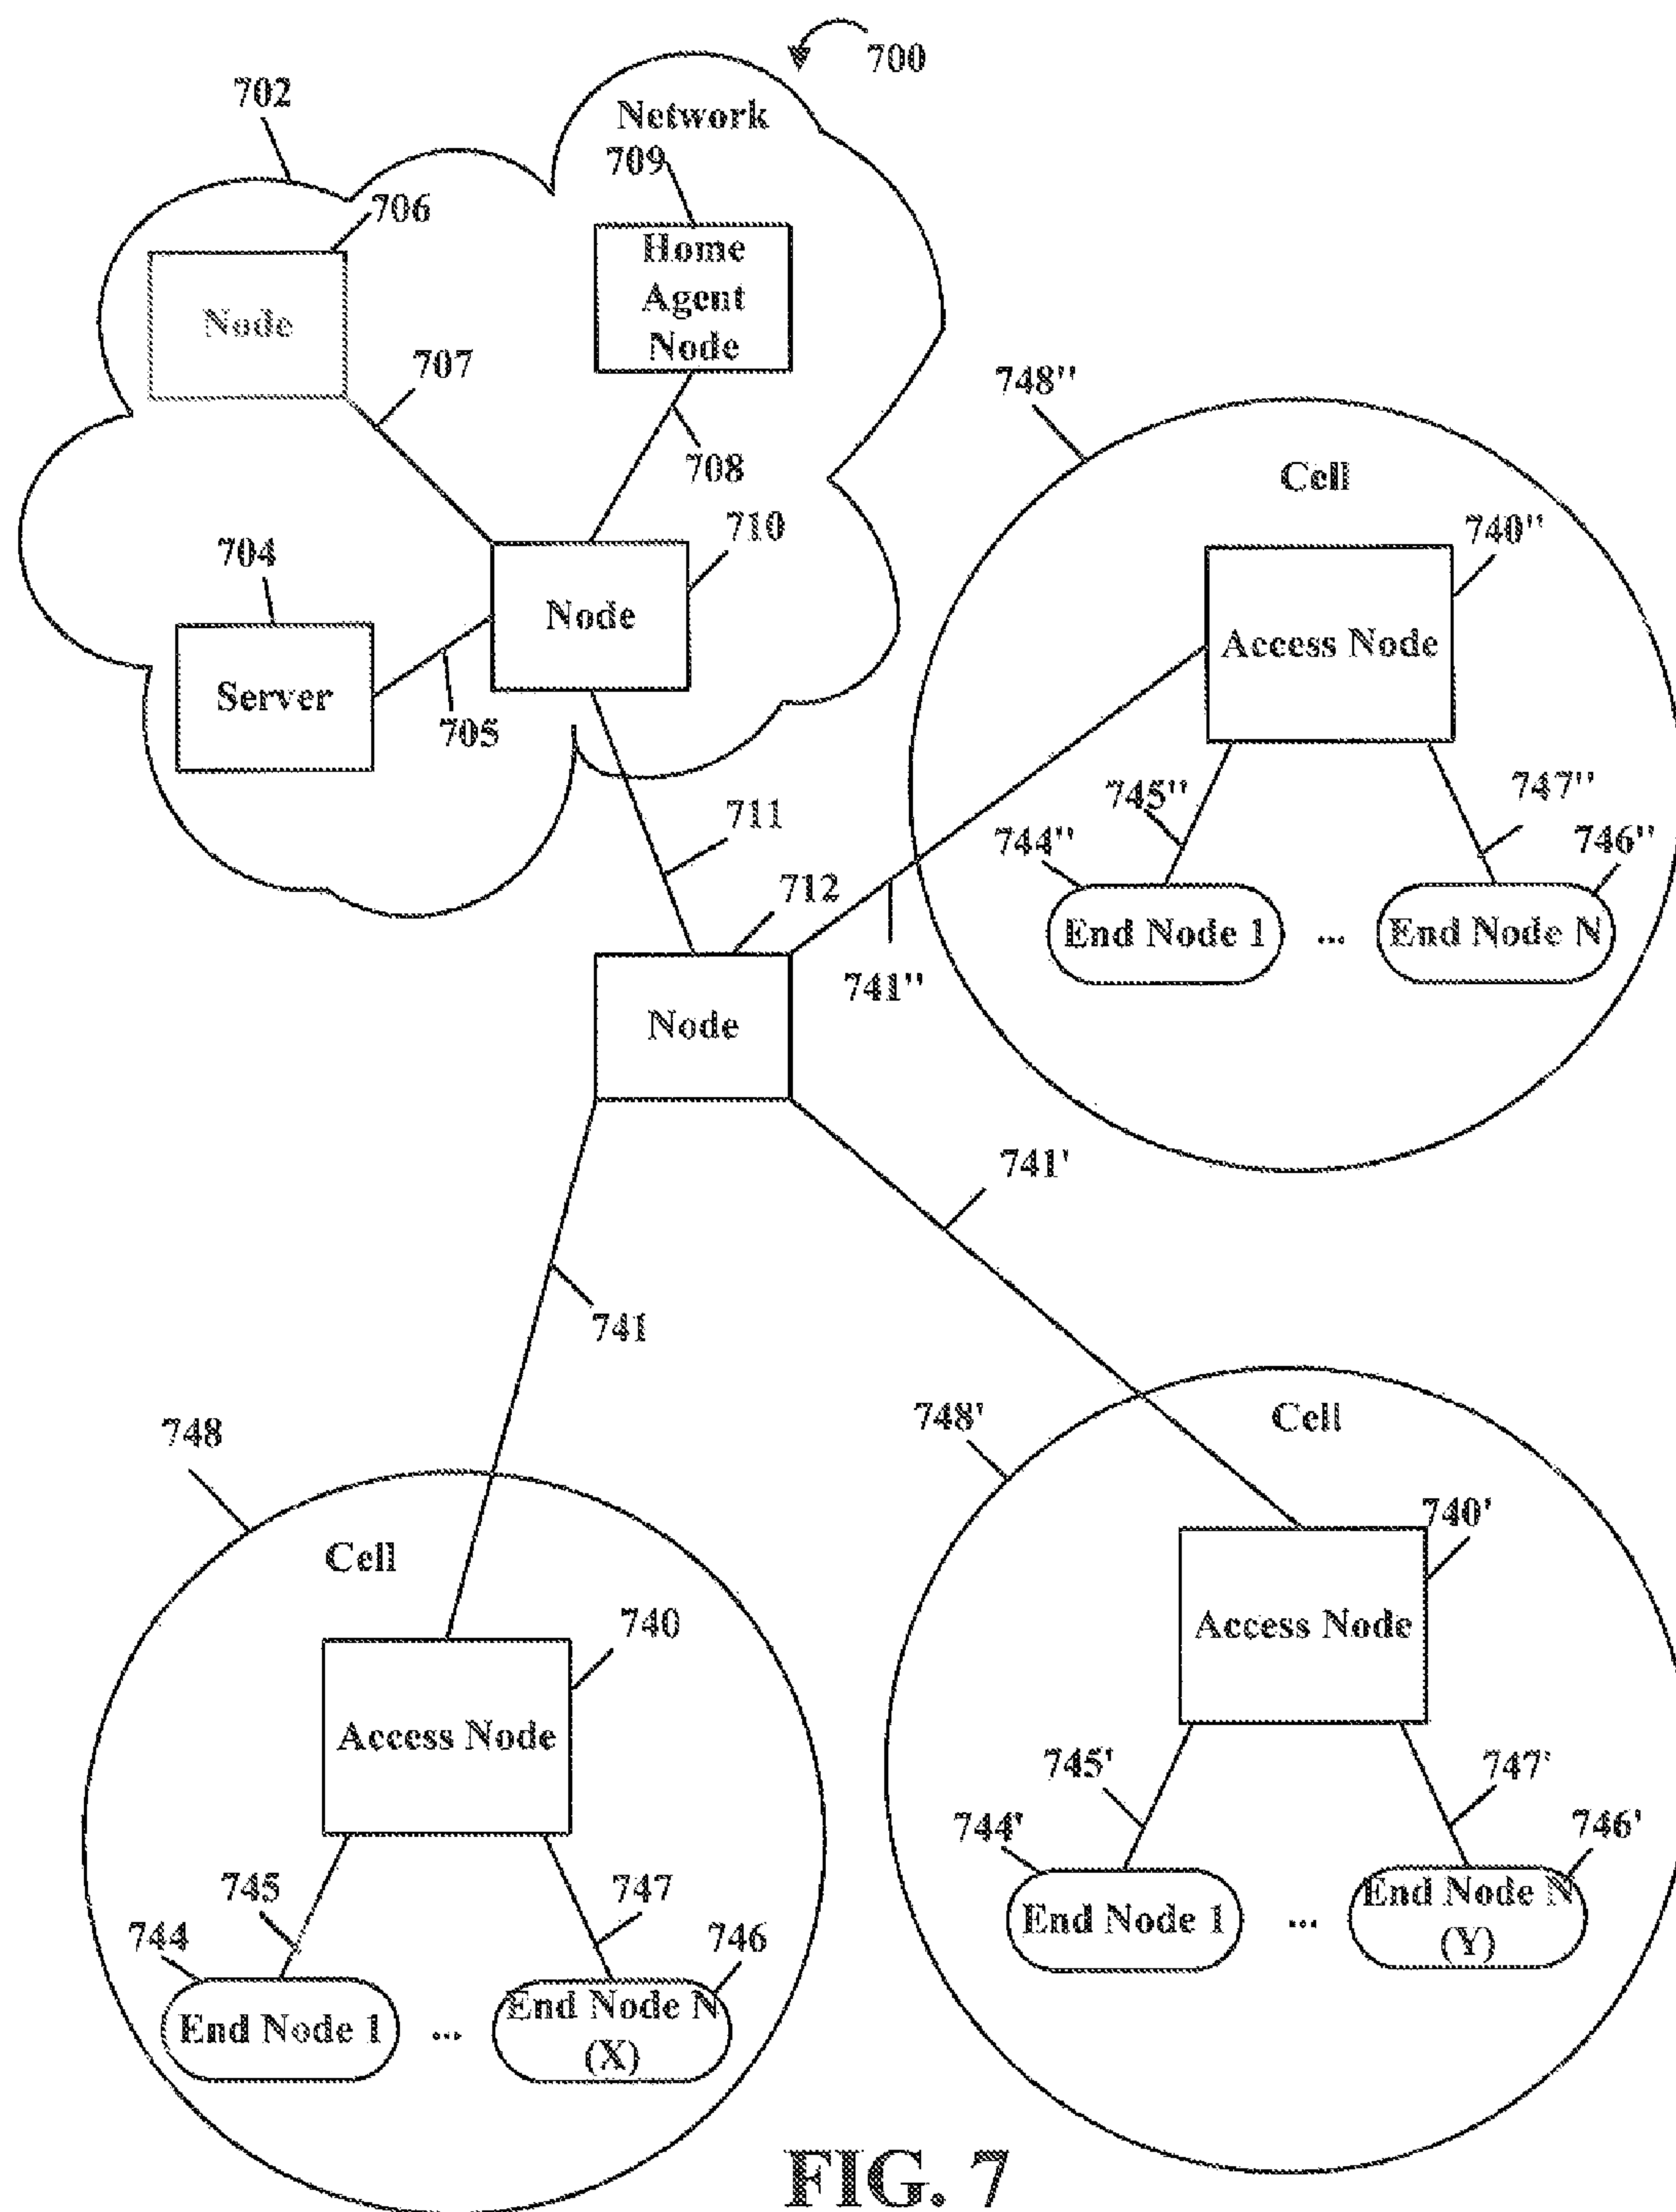 700
702
Network
709
706
Home
Agent
Node
Node
707
708
748"
Cell
710
740"
704
Node
Access Node
Server
705
745"
747"
711
744"
746"
712
End Node 1 ... End Node N
741"
Node
741'
741
748'
Cell
748
740'
Cell
740
Access Node
Access Node
745'
747'
744'
746'
745
747
End Node 1 ... End Node N
(Y)
744
746
End Node 1 ... End Node N
(X)
FIG. 7